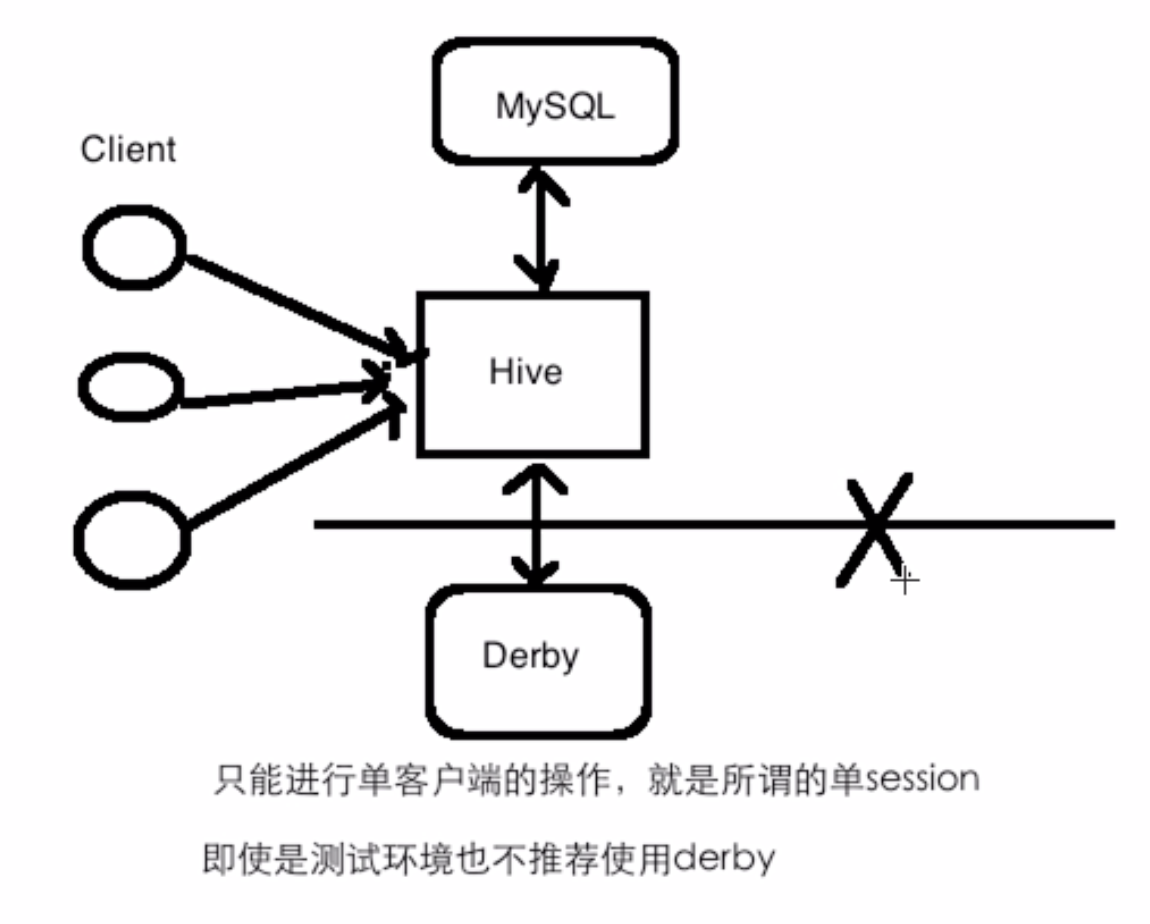 MySQL
Client
Hive
Derby
只能进行单客户端的操作，就是所谓的单session
即使是测试环境也不推荐使用derby